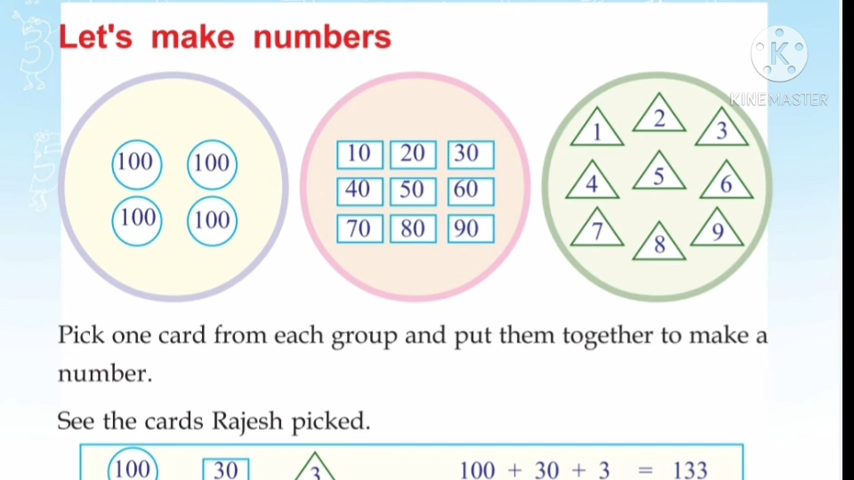 Let's make numbers
K
KINEMASTER
100 100
100 100
10 20 30
40 50 60
70 80 90
1 2 3
4 5 6
7 8 9
Pick one card from each group and put them together to make a
number.
See the cards Rajesh picked.
100 30 3 100 + 30 + 3 = 133